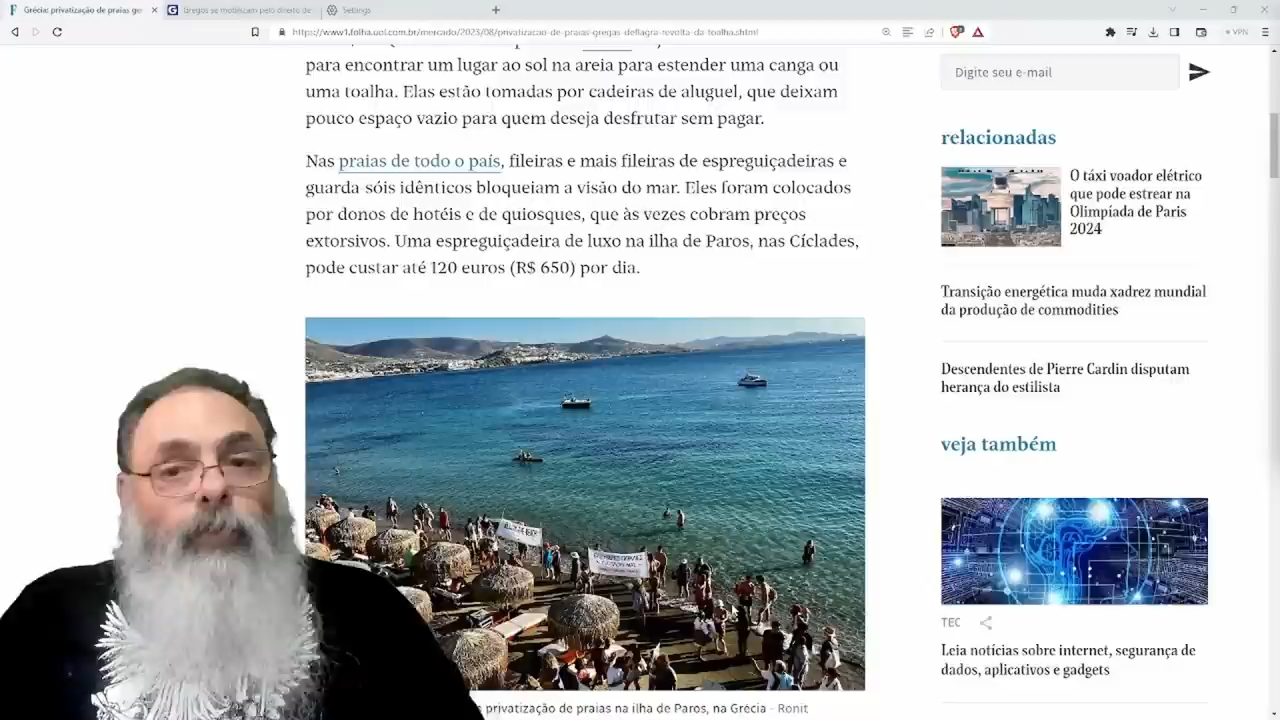 Grécia: privatização de praias gre
Gregos se mobilizam pelo direito de
Settings
https://www1.folha.uol.com.br/mercado/2023/08/privatizacao-de-praias-gregas-deflagra-revolta-da-toalha.shtml
VPN
para encontrar um lugar ao sol na areia para estender uma canga ou
uma toalha. Elas estão tomadas por cadeiras de aluguel, que deixam
pouco espaço vazio para quem deseja desfrutar sem pagar.
Nas praias de todo o país, fileiras e mais fileiras de espreguiçadeiras e
guarda sóis idênticos bloqueiam a visão do mar. Eles foram colocados
por donos de hotéis e de quiosques, que às vezes cobram preços
extorsivos. Uma espreguiçadeira de luxo na ilha de Paros, nas Cíclades,
pode custar até 120 euros (R$ 650) por dia.
s privatização de praias na ilha de Paros, na Grécia - Ronit
Digite seu e-mail
relacionadas
O táxi voador elétrico
que pode estrear na
Olimpíada de Paris
2024
Transição energética muda xadrez mundial
da produção de commodities
Descendentes de Pierre Cardin disputam
herança do estilista
veja também
TEC
Leia notícias sobre internet, segurança de
dados, aplicativos e gadgets